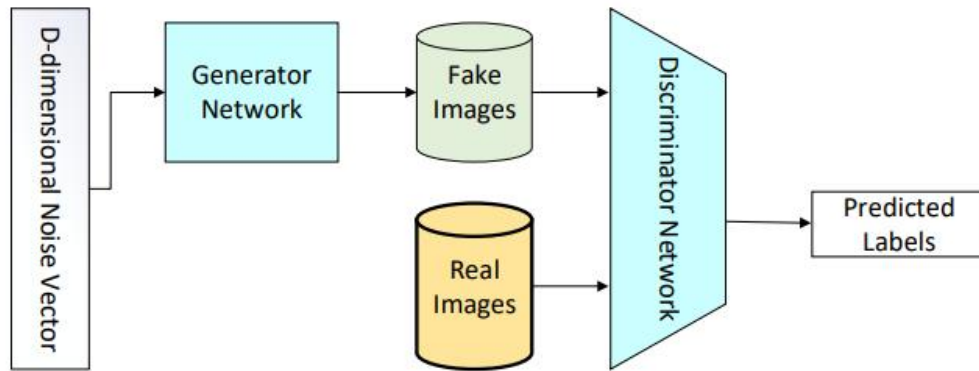 D-dimensional Noise Vector
Generator
Network
Fake
Images
Real
Images
Discriminator Network
Predicted
Labels